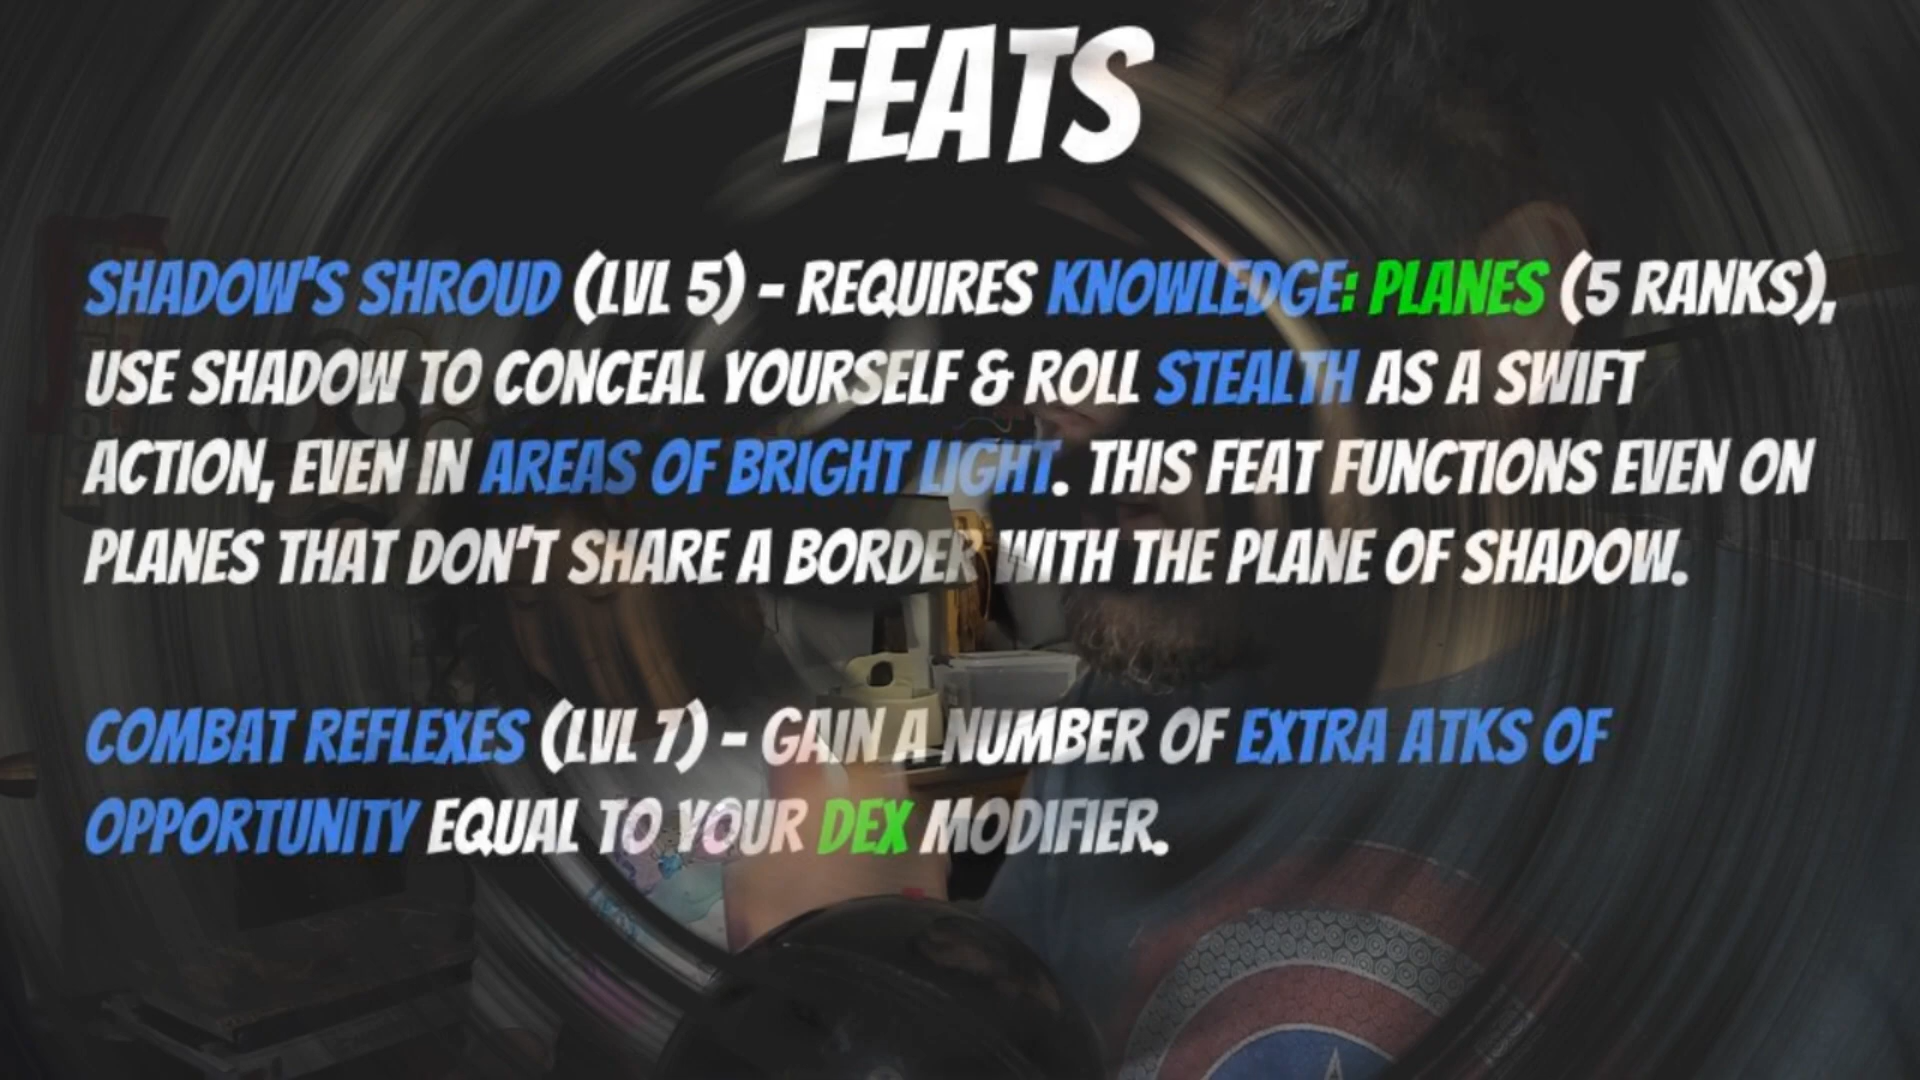 FEATS
SHADOW'S SHROUD (LVL 5) - REQUIRES KNOWLEDGE: PLANES (5 RANKS),
USE SHADOW TO CONCEAL YOURSELF & ROLL STEALTH AS A SWIFT
ACTION, EVEN IN AREAS OF BRIGHT LIGHT. THIS FEAT FUNCTIONS EVEN ON
PLANES THAT DON'T SHARE A BORDER WITH THE PLANE OF SHADOW.
COMBAT REFLEXES (LVL 7) - GAIN A NUMBER OF EXTRA ATKS OF
OPPORTUNITY EQUAL TO YOUR DEX MODIFIER.